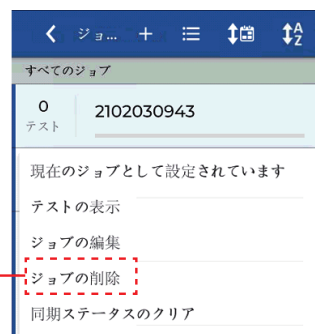 ジョ...
A
Z
すべてのジョブ
0
テスト
2102030943
現在のジョブとして設定されています
テストの表示
ジョブの編集
ジョブの削除
同期ステータスのクリア